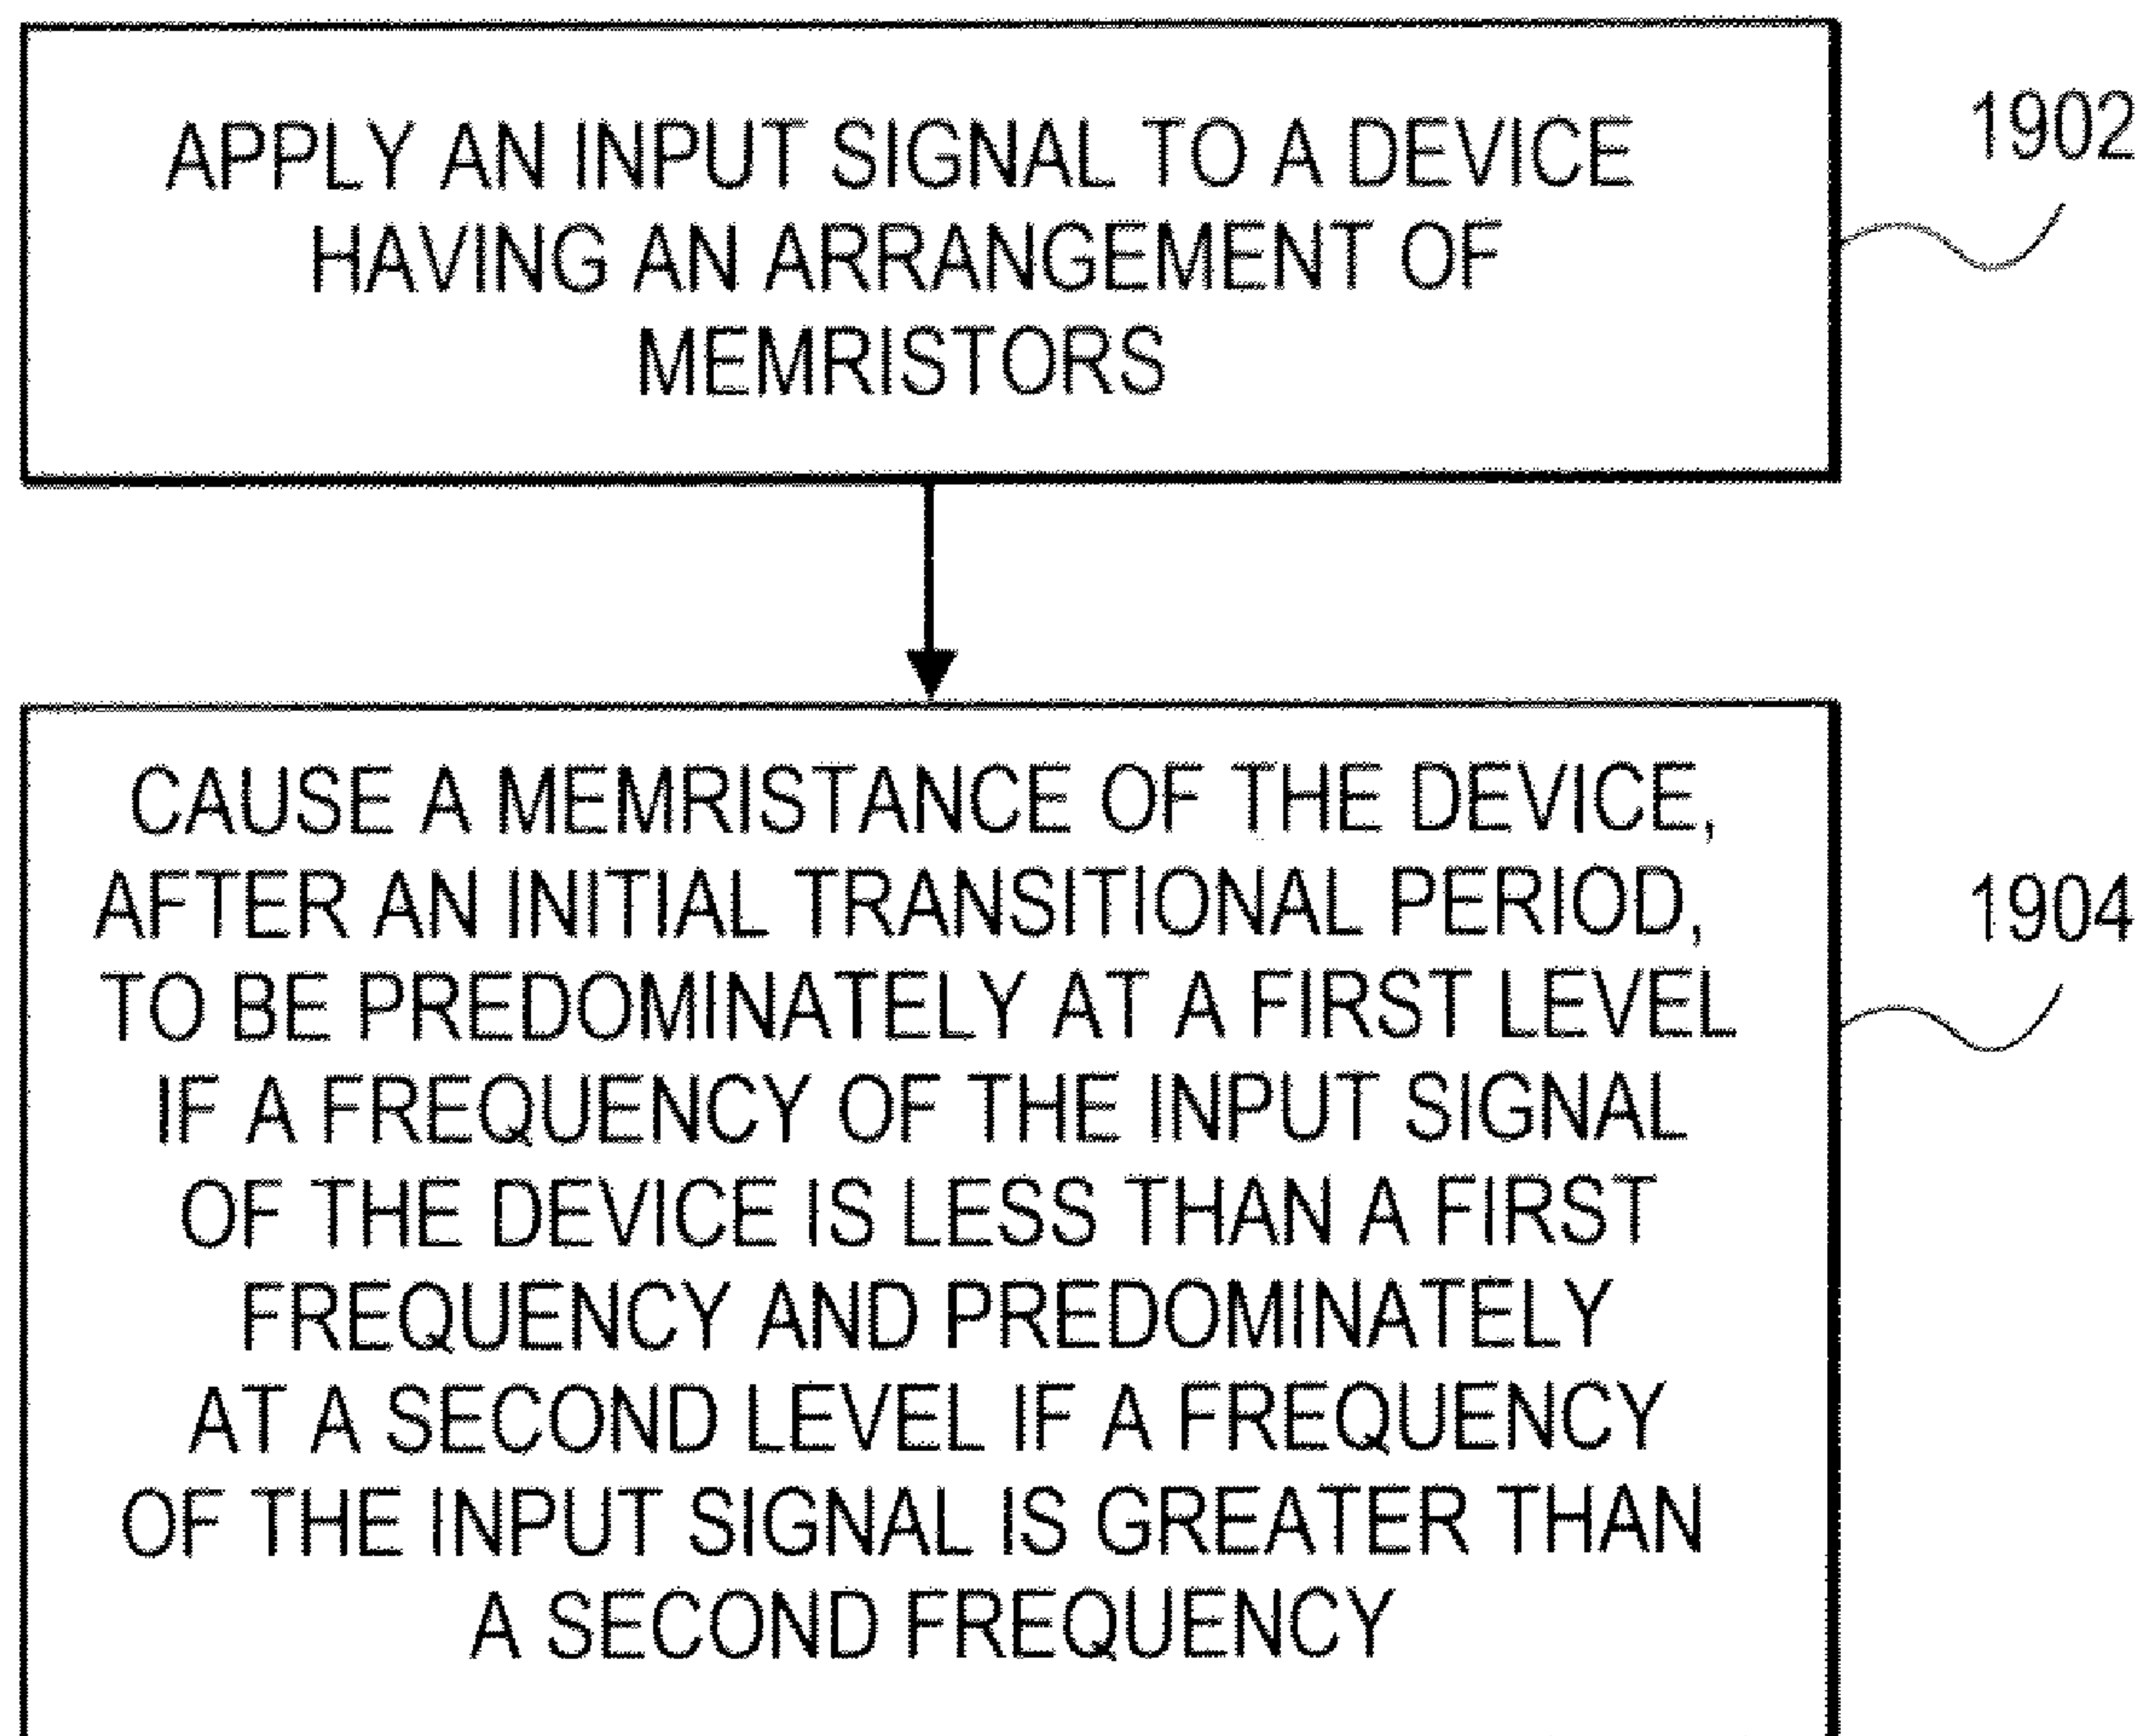 APPLY AN INPUT SIGNAL TO A DEVICE
HAVING AN ARRANGEMENT OF
MEMRISTORS
1902
CAUSE A MEMRISTANCE OF THE DEVICE,
AFTER AN INITIAL TRANSITIONAL PERIOD,
TO BE PREDOMINATELY AT A FIRST LEVEL
IF A FREQUENCY OF THE INPUT SIGNAL
OF THE DEVICE IS LESS THAN A FIRST
FREQUENCY AND PREDOMINATELY
AT A SECOND LEVEL IF A FREQUENCY
OF THE INPUT SIGNAL IS GREATER THAN
A SECOND FREQUENCY
1904